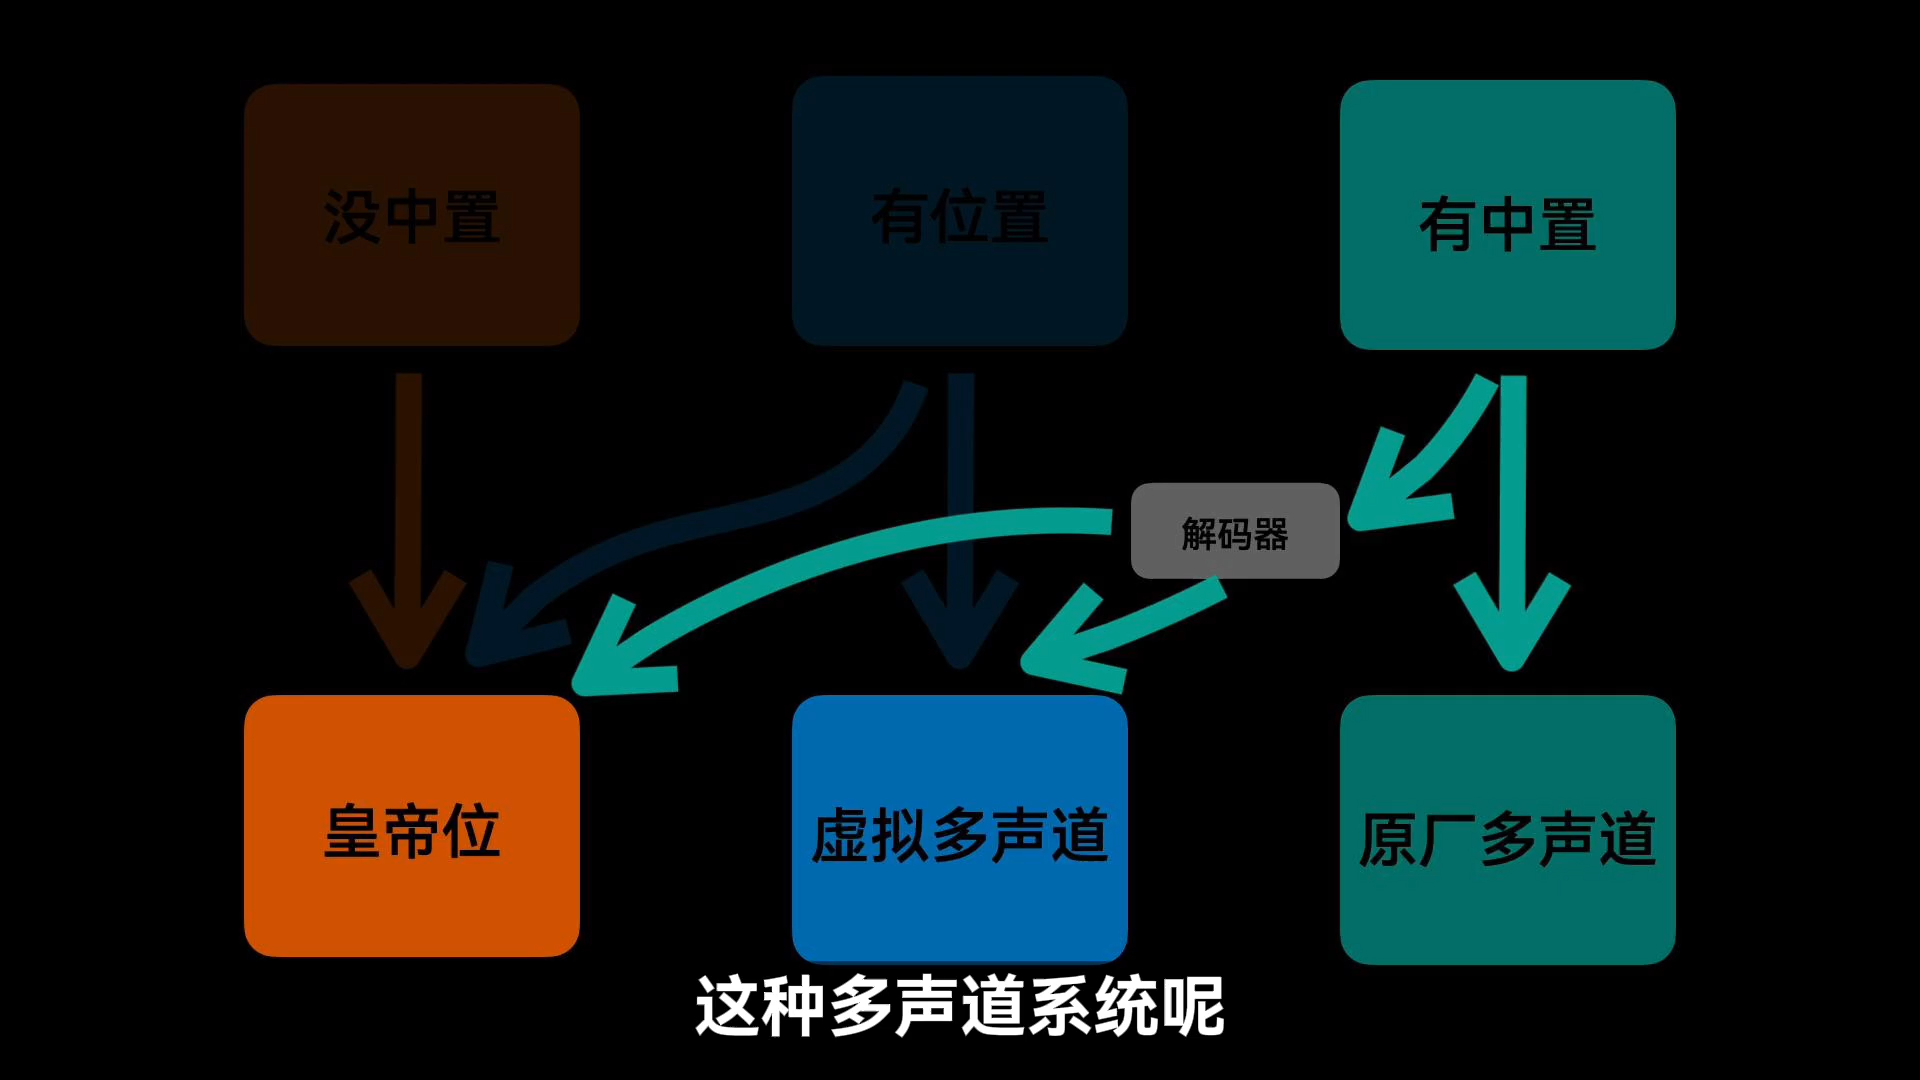 没中置
有位置
有中置
解码器
皇帝位
虚拟多声道
原厂多声道
这种多声道系统呢